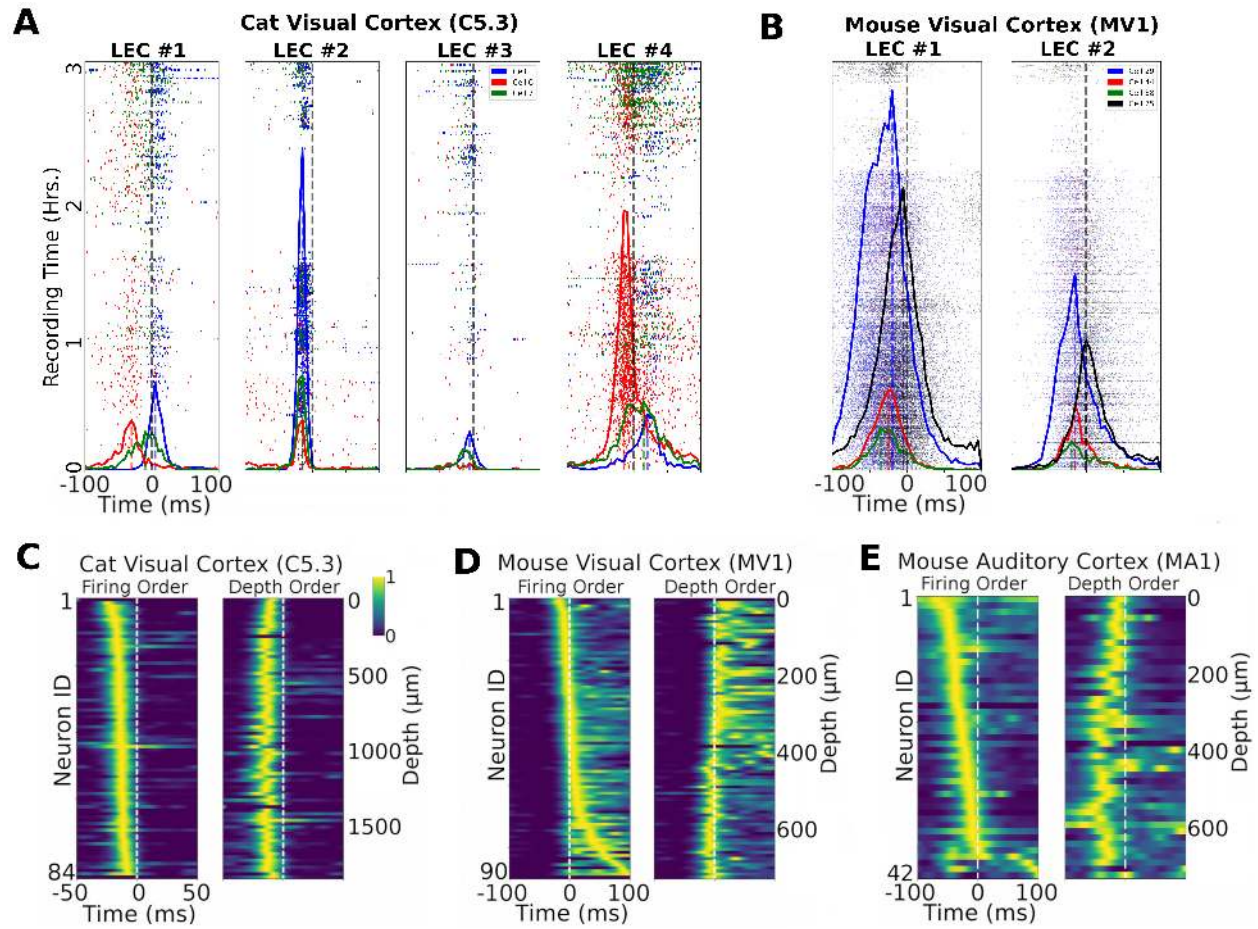 A
Cat Visual Cortex (C5.3)
LEC #1 LEC #2 LEC #3 LEC #4
B
Mouse Visual Cortex (MV1)
LEC #1 LEC #2
Recording Time (Hrs.)
3
2
1
0
-100 0 100
Time (ms)
-100 0 100
Time (ms)
C
Cat Visual Cortex (C5.3)
Firing Order Depth Order
Neuron ID
1
84
-50 0 50
Time (ms)
1
0
0
500
1000
1500
Depth (μm)
D
Mouse Visual Cortex (MV1)
Firing Order Depth Order
Neuron ID
1
90
-100 0 100
Time (ms)
0
200
400
600
Depth (μm)
E
Mouse Auditory Cortex (MA1)
Firing Order Depth Order
Neuron ID
1
42
-100 0 100
Time (ms)
0
200
400
600
Depth (μm)